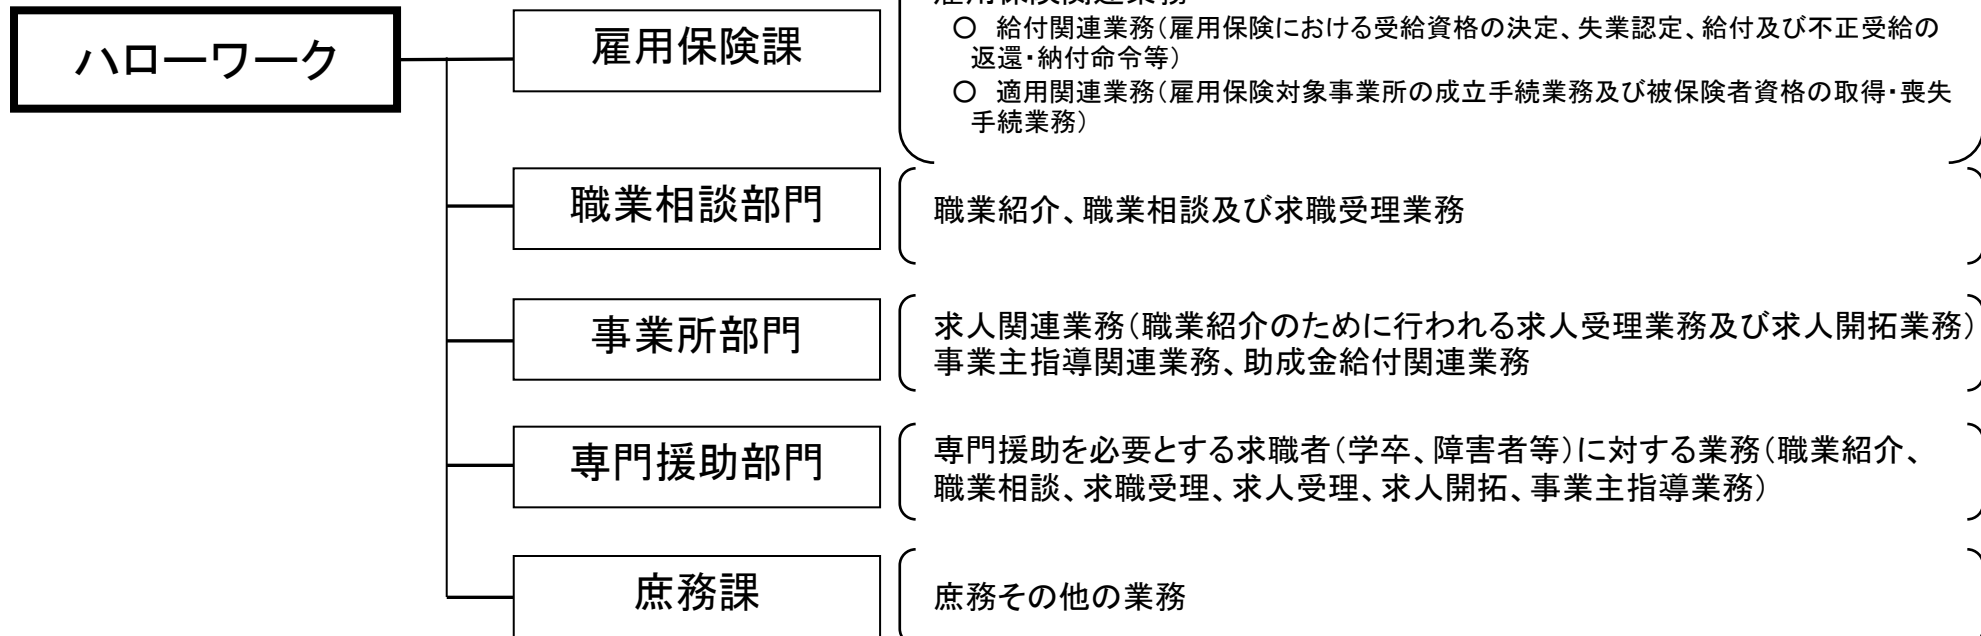 ハローワーク
雇用保険課
雇用保険関連業務
○ 給付関連業務(雇用保険における受給資格の決定、失業認定、給付及び不正受給の
返還・納付命令等)
○ 適用関連業務(雇用保険対象事業所の成立手続業務及び被保険者資格の取得・喪失
手続業務)
職業相談部門
職業紹介、職業相談及び求職受理業務
事業所部門
求人関連業務(職業紹介のために行われる求人受理業務及び求人開拓業務)
事業主指導関連業務、助成金給付関連業務
専門援助部門
専門援助を必要とする求職者(学卒、障害者等)に対する業務(職業紹介、
職業相談、求職受理、求人受理、求人開拓、事業主指導業務)
庶務課
庶務その他の業務